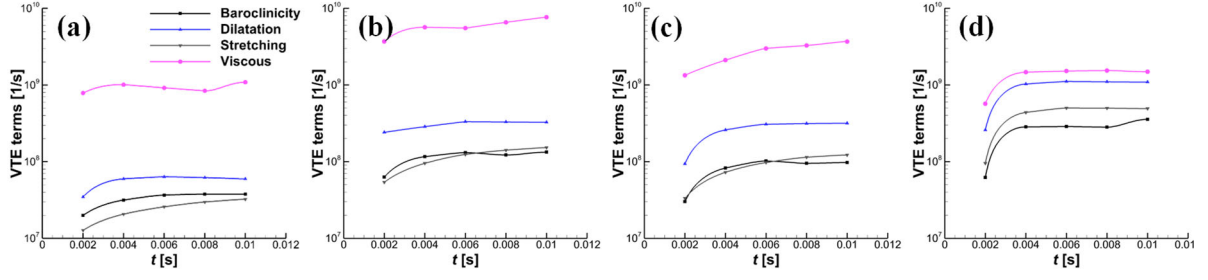 (a)
Baroclinicity
Dilatation
Stretching
Viscous
VTE terms [1/s]
10^10
10^9
10^8
10^7
0 0.002 0.004 0.006 0.008 0.01 0.012
t [s]
(b)
VTE terms [1/s]
10^10
10^9
10^8
10^7
0 0.002 0.004 0.006 0.008 0.01 0.012
t [s]
(c)
VTE terms [1/s]
10^10
10^9
10^8
10^7
0 0.002 0.004 0.006 0.008 0.01 0.012
t [s]
(d)
VTE terms [1/s]
10^10
10^9
10^8
10^7
0 0.002 0.004 0.006 0.008 0.01 0.01
t [s]